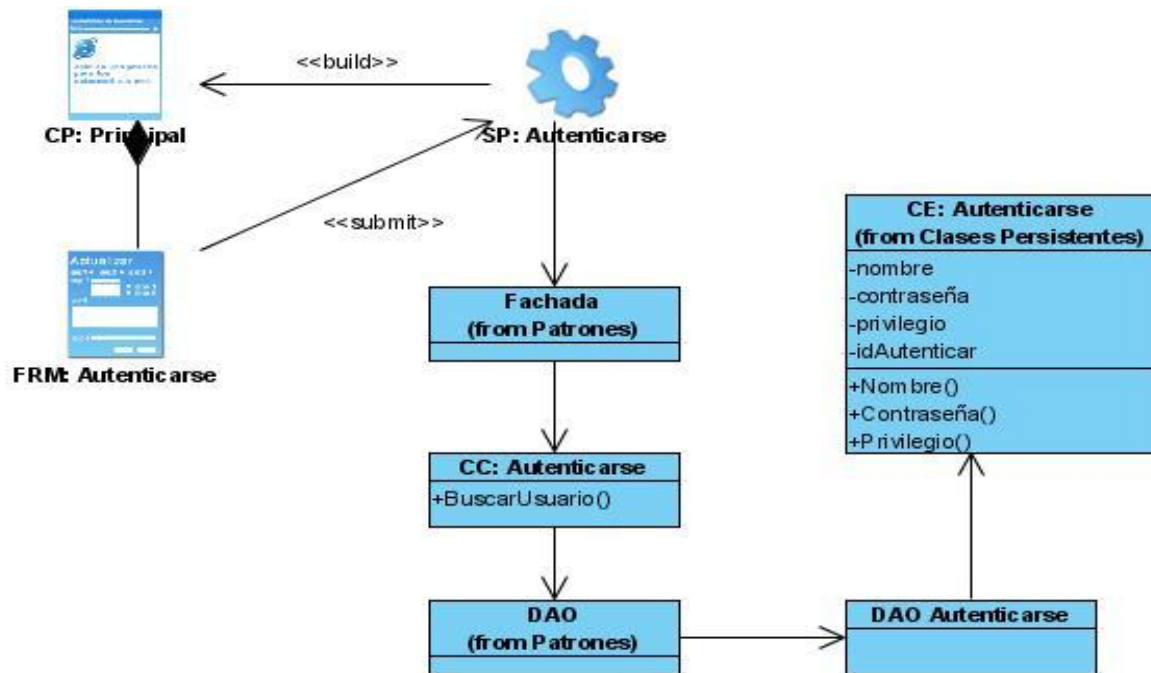 <<build>>
CP: Principal
SP: Autenticarse
<<submit>>
Actualizar
FRM: Autenticarse
Fachada
(from Patrones)
CC: Autenticarse
+BuscarUsuario()
DAO
(from Patrones)
DAO Autenticarse
CE: Autenticarse
(from Clases Persistentes)
-nombre
-contraseña
-privilegio
-idAutenticar
+Nombre()
+Contraseña()
+Privilegio()